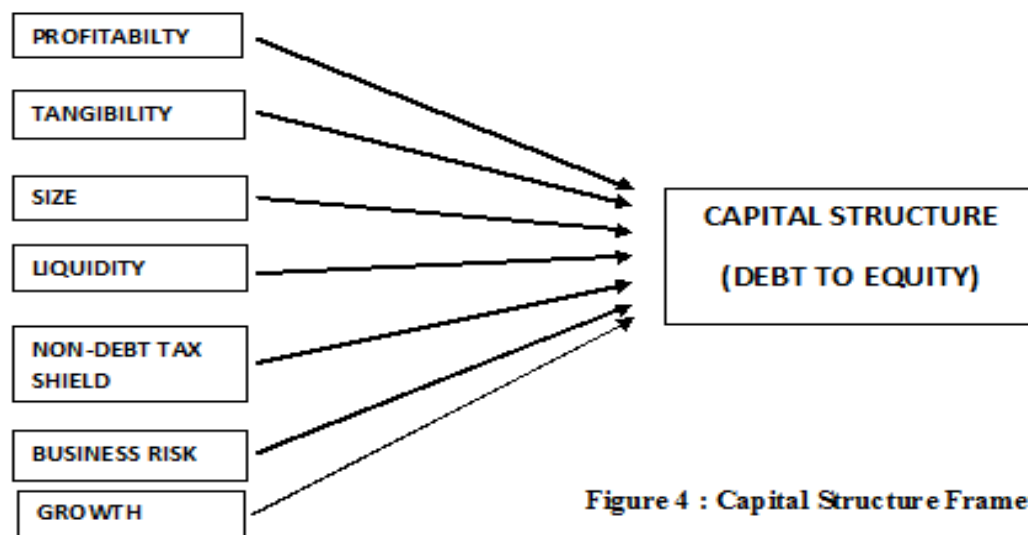 PROFITABILTY
TANGIBILITY
SIZE
LIQUIDITY
NON-DEBT TAX
SHIELD
BUSINESS RISK
GROWTH
CAPITAL STRUCTURE
(DEBT TO EQUITY)
Figure 4 : Capital Structure Frame